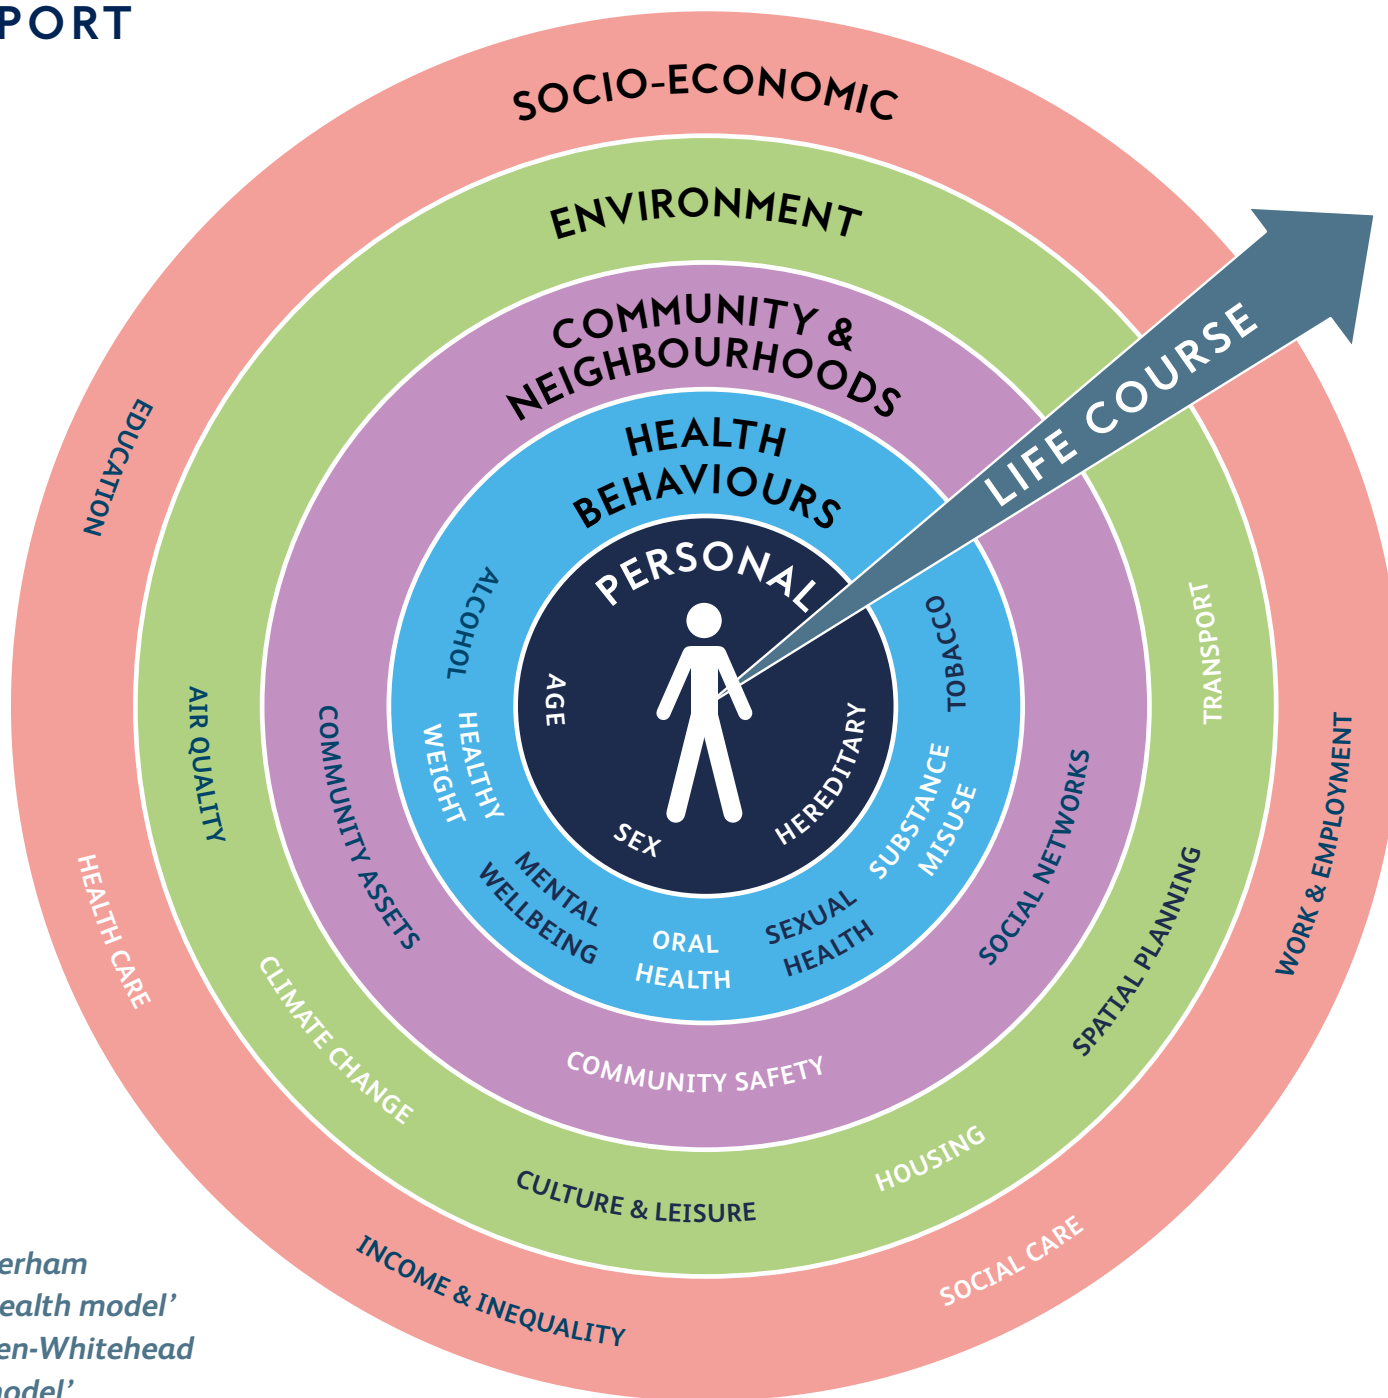 PORT
SOCIO-ECONOMIC
ENVIRONMENT
COMMUNITY &
NEIGHBOURHOODS
HEALTH
BEHAVIOURS
PERSONAL
LIFE COURSE
AGE
SEX
HEREDITARY
ALCOHOL
HEALTHY
WEIGHT
MENTAL
WELLBEING
ORAL
HEALTH
SEXUAL
HEALTH
SUBSTANCE
MISUSE
TOBACCO
COMMUNITY ASSETS
COMMUNITY SAFETY
SOCIAL NETWORKS
AIR QUALITY
CLIMATE CHANGE
CULTURE & LEISURE
HOUSING
SPATIAL PLANNING
TRANSPORT
EDUCATION
HEALTH CARE
INCOME & INEQUALITY
SOCIAL CARE
WORK & EMPLOYMENT
erham
ealth model’
en-Whitehead
model’